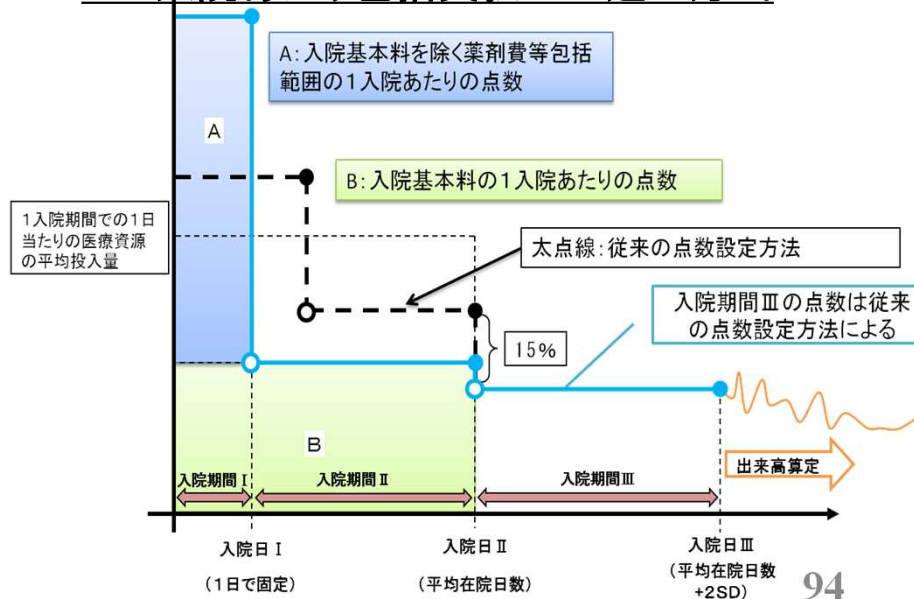 A：入院基本料を除く薬剤費等包括
範囲の１入院あたりの点数
A
B：入院基本料の１入院あたりの点数
１入院期間での１日
当たりの医療資源
の平均投入量
太点線：従来の点数設定方法
入院期間Ⅲの点数は従来
の点数設定方法による
15%
B
入院期間Ⅰ
入院期間Ⅱ
入院期間Ⅲ
出来高算定
入院日Ⅰ
（１日で固定）
入院日Ⅱ
（平均在院日数）
入院日Ⅲ
（平均在院日数
+2SD）
94